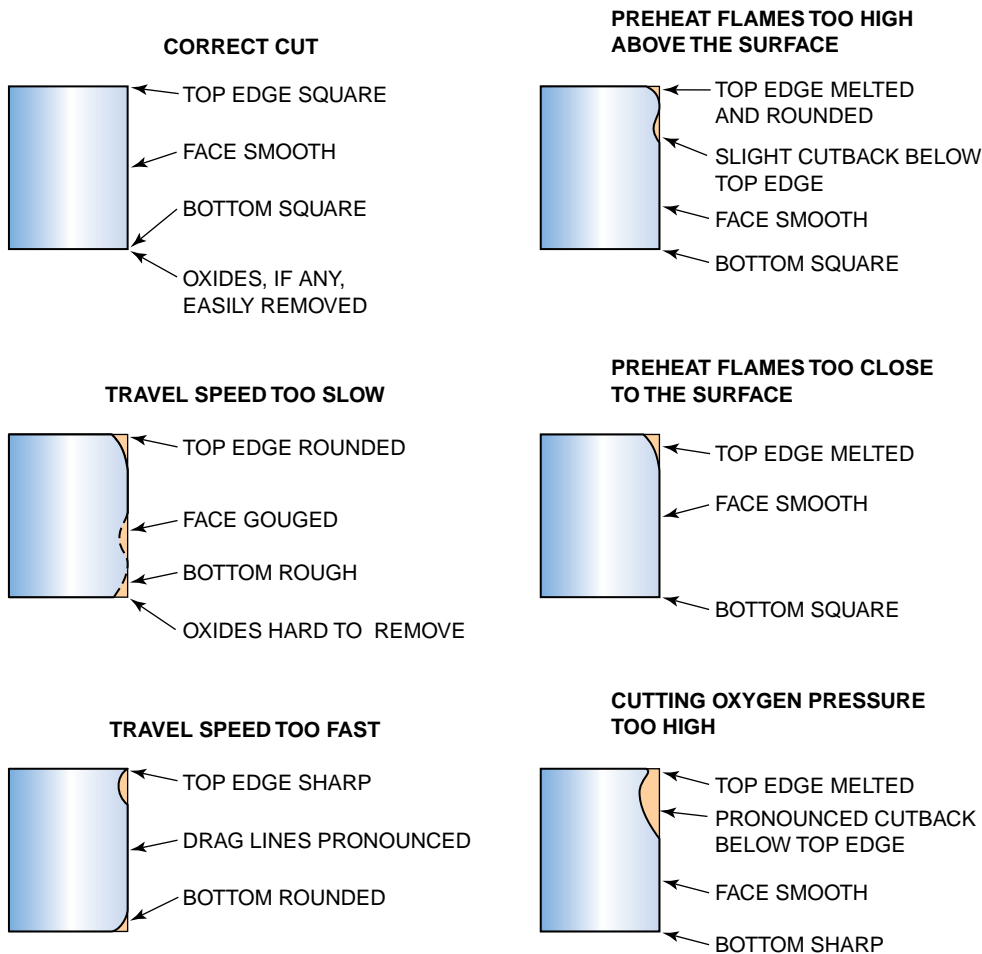 CORRECT CUT
TOP EDGE SQUARE
FACE SMOOTH
BOTTOM SQUARE
OXIDES, IF ANY,
EASILY REMOVED
TRAVEL SPEED TOO SLOW
TOP EDGE ROUNDED
FACE GOUGED
BOTTOM ROUGH
OXIDES HARD TO REMOVE
TRAVEL SPEED TOO FAST
TOP EDGE SHARP
DRAG LINES PRONOUNCED
BOTTOM ROUNDED
PREHEAT FLAMES TOO HIGH
ABOVE THE SURFACE
TOP EDGE MELTED
AND ROUNDED
SLIGHT CUTBACK BELOW
TOP EDGE
FACE SMOOTH
BOTTOM SQUARE
PREHEAT FLAMES TOO CLOSE
TO THE SURFACE
TOP EDGE MELTED
FACE SMOOTH
BOTTOM SQUARE
CUTTING OXYGEN PRESSURE
TOO HIGH
TOP EDGE MELTED
PRONOUNCED CUTBACK
BELOW TOP EDGE
FACE SMOOTH
BOTTOM SHARP